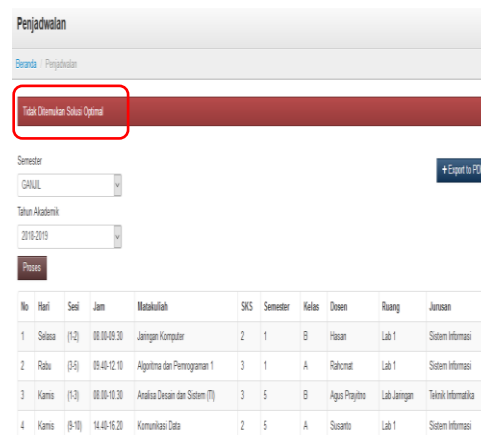 Penjadwalan
Beranda / Penjadwalan
Tidak Ditemukan Solusi Optimal
Semester
+ Export to PD
GANJIL
Tahun Akademik
2018-2019
Proses
No Hari Sesi Jam Matakuliah SKS Semester Kelas Dosen Ruang Jurusan
1 Selasa (1-2) 08.00-09.30 Jaringan Komputer 2 1 B Hasan Lab 1 Sistem Informasi
2 Rabu (3-5) 09.40-12.10 Algoritma dan Pemrograman 1 3 1 A Rahcmat Lab 1 Sistem Informasi
3 Kamis (1-3) 08.00-10.30 Analisa Desain dan Sistem (TI) 3 5 B Agus Prayitno Lab Jaringan Teknik Informatika
4 Kamis (9-10) 14.40-16.20 Komunikasi Data 2 5 A Susanto Lab 1 Sistem Informasi